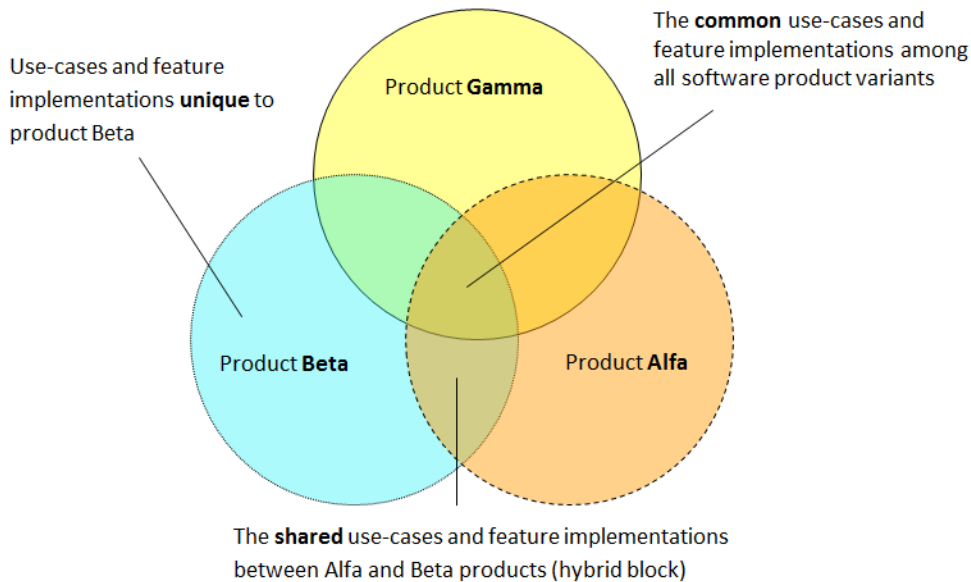 Use-cases and feature
implementations unique to
product Beta
The common use-cases and
feature implementations among
all software product variants
Product Gamma
Product Beta
Product Alfa
The shared use-cases and feature implementations
between Alfa and Beta products (hybrid block)